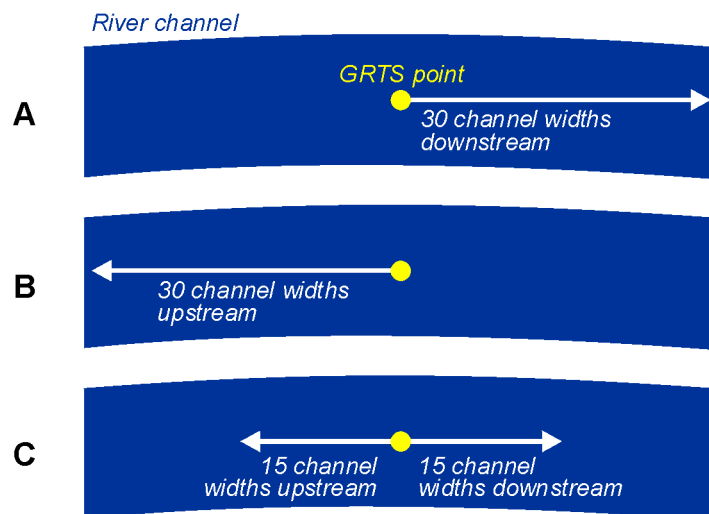 River channel
GRTS point
A
30 channel widths
downstream
B
30 channel widths
upstream
C
15 channel
widths upstream
15 channel
widths downstream